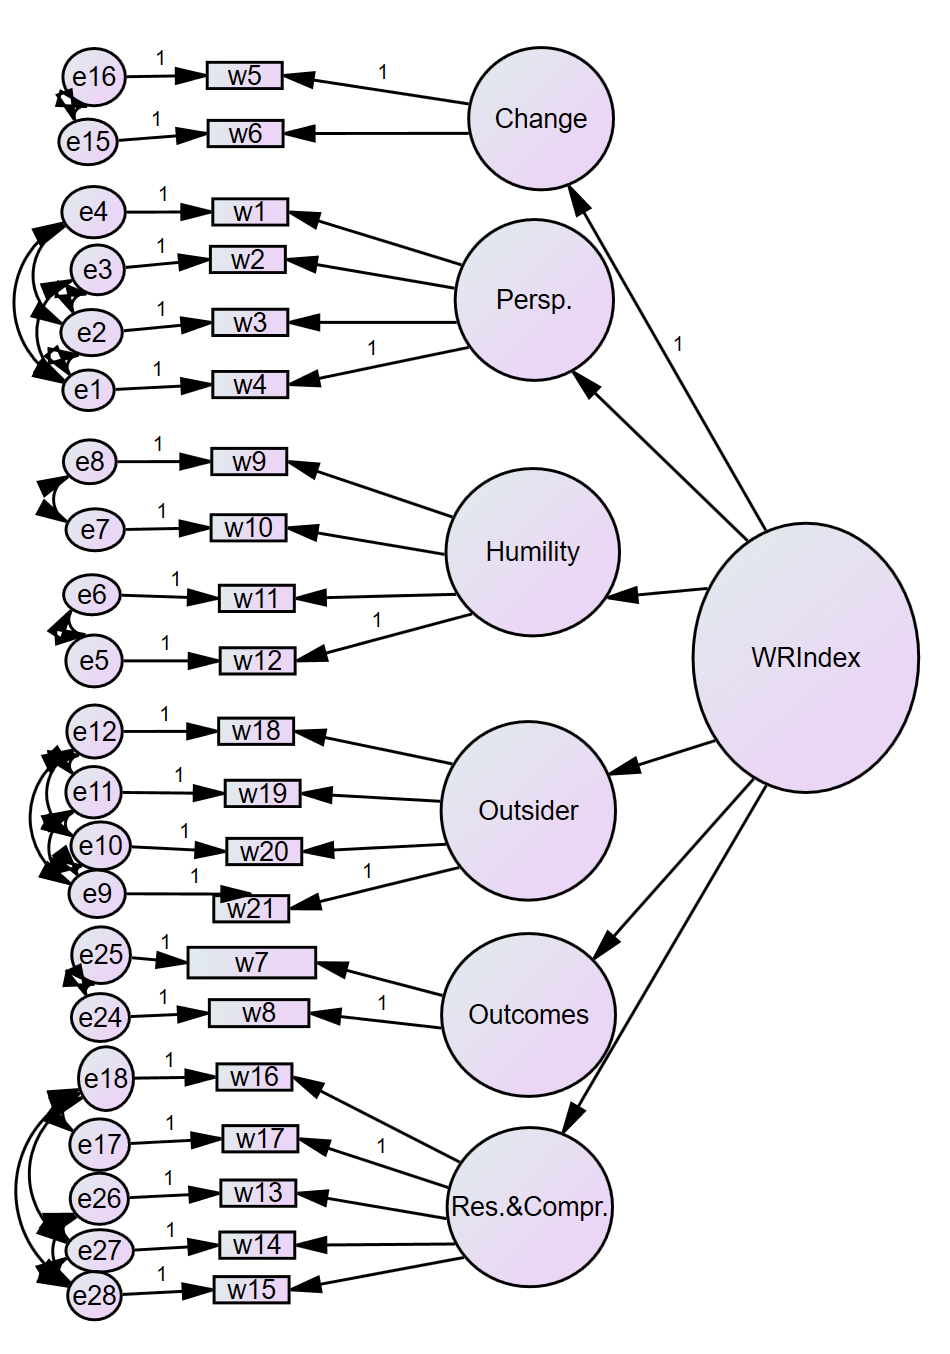 e16 1 w5 1 Change
e15 1 w6
e4 1 w1
e3 1 w2 Persp.
e2 1 w3 1
e1 1 w4 1
e8 1 w9
e7 1 w10 Humility
e6 1 w11
e5 1 w12 1
WRIndex
e12 1 w18
e11 1 w19 Outsider
e10 1 w20
e9 1 w21 1
e25 1 w7
e24 1 w8 1 Outcomes
e18 1 w16
e17 1 w17 1
e26 1 w13 Res.&Compr.
e27 1 w14
e28 1 w15